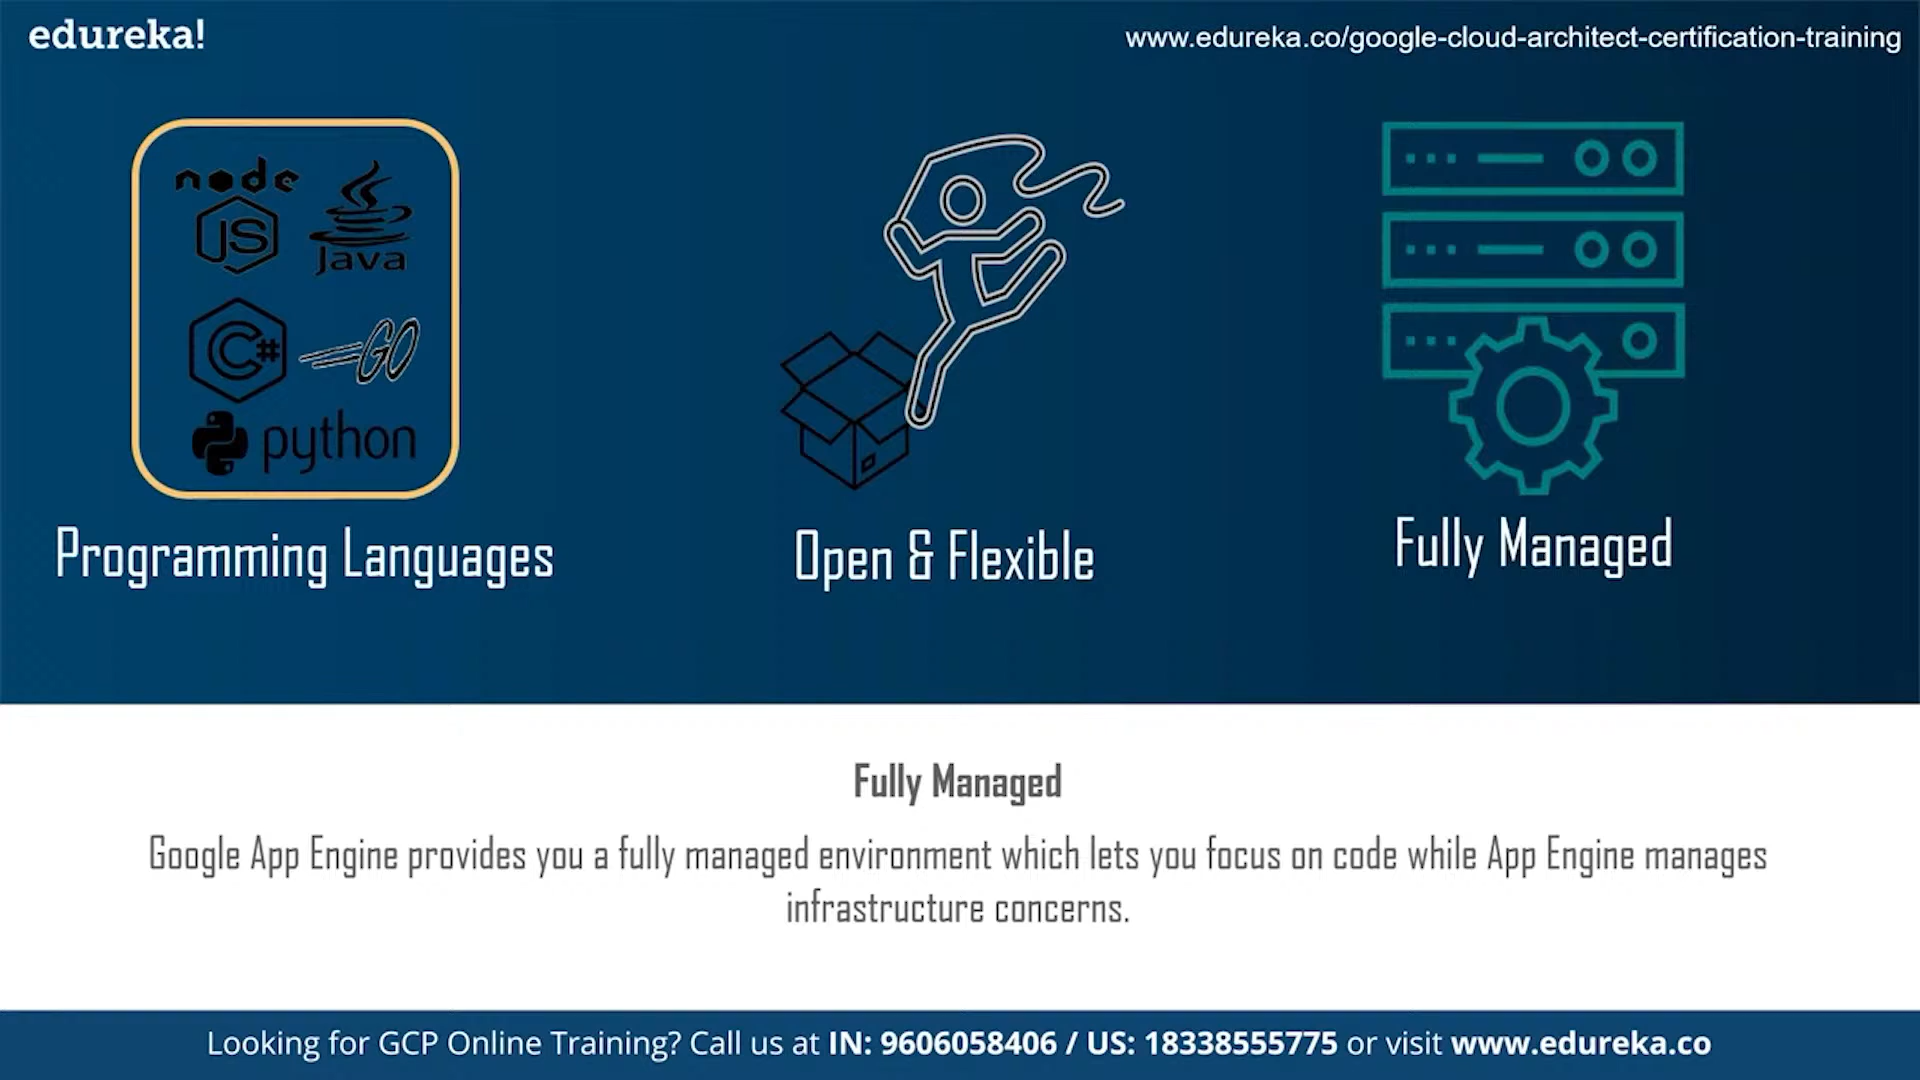 edureka!
www.edureka.co/google-cloud-architect-certification-training
node
JS
Java
C#
GO
python
Programming Languages
Open & Flexible
Fully Managed
Fully Managed
Google App Engine provides you a fully managed environment which lets you focus on code while App Engine manages
infrastructure concerns.
Looking for GCP Online Training? Call us at IN: 9606058406 / US: 18338555775 or visit www.edureka.co